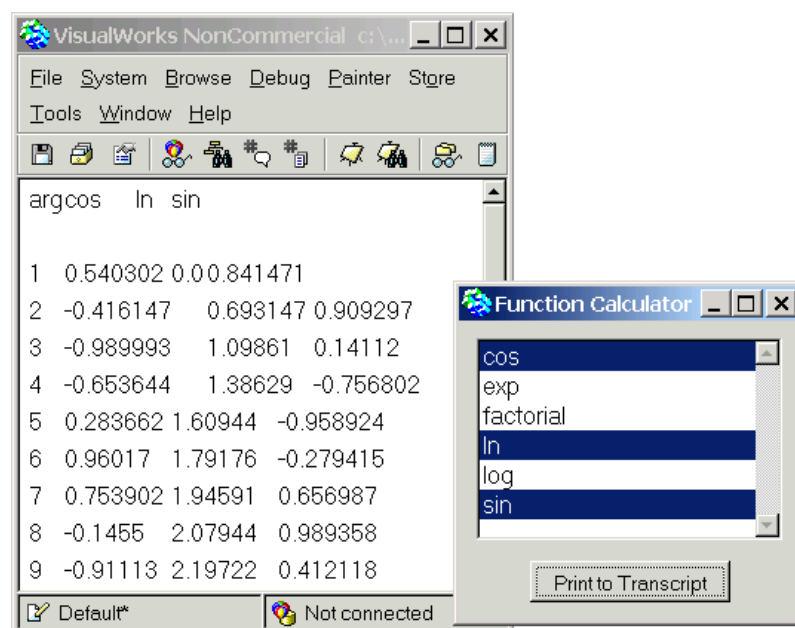 VisualWorks NonCommercial c:\...
File System Browse Debug Painter Store
Tools Window Help
argcos ln sin
1 0.540302 0.00.841471
2 -0.416147 0.693147 0.909297
3 -0.989993 1.09861 0.14112
4 -0.653644 1.38629 -0.756802
5 0.283662 1.60944 -0.958924
6 0.96017 1.79176 -0.279415
7 0.753902 1.94591 0.656987
8 -0.1455 2.07944 0.989358
9 -0.91113 2.19722 0.412118
Default*
Not connected
Function Calculator
cos
exp
factorial
ln
log
sin
Print to Transcript